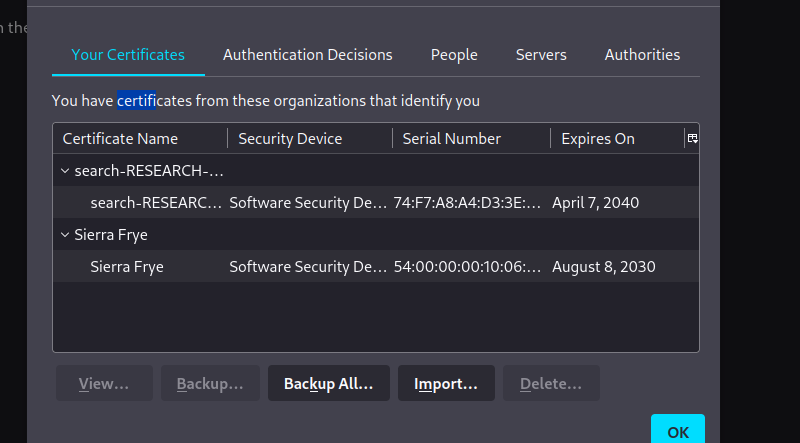 n the
Your Certificates Authentication Decisions People Servers Authorities
You have certificates from these organizations that identify you
Certificate Name Security Device Serial Number Expires On
search-RESEARCH-...
search-RESEARC... Software Security De... 74:F7:A8:A4:D3:3E:... April 7, 2040
Sierra Frye
Sierra Frye Software Security De... 54:00:00:00:10:06:... August 8, 2030
View... Backup... Backup All... Import... Delete...
OK